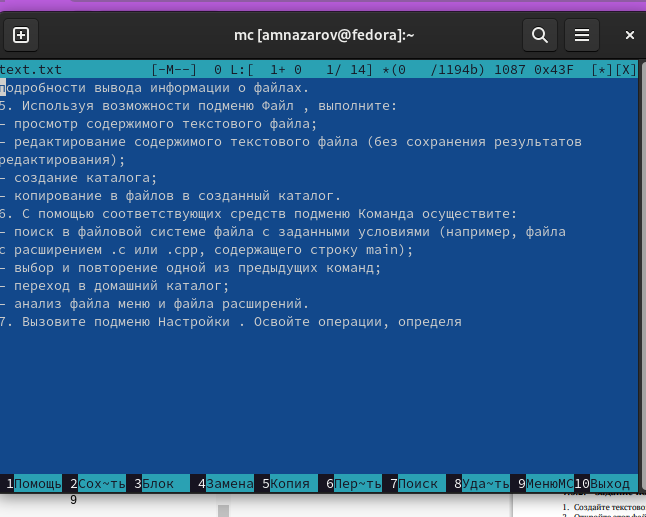 mc [amnazarov@fedora]:~
text.txt [-M--] 0 L:[ 1+ 0 1/ 14] *(0 /1194b) 1087 0x43F [*][X]
подробности вывода информации о файлах.
5. Используя возможности подменю Файл , выполните:
– просмотр содержимого текстового файла;
– редактирование содержимого текстового файла (без сохранения результатов
редактирования);
– создание каталога;
– копирование в файлов в созданный каталог.
6. С помощью соответствующих средств подменю Команда осуществите:
– поиск в файловой системе файла с заданными условиями (например, файла
с расширением .c или .cpp, содержащего строку main);
– выбор и повторение одной из предыдущих команд;
– переход в домашний каталог;
– анализ файла меню и файла расширений.
7. Вызовите подменю Настройки . Освойте операции, определя
1Помощь 2Сох~ть 3Блок 4Замена 5Копия 6Пер~ть 7Поиск 8Уда~ть 9МенюMC 10Выход
9
1. Создайте текстово